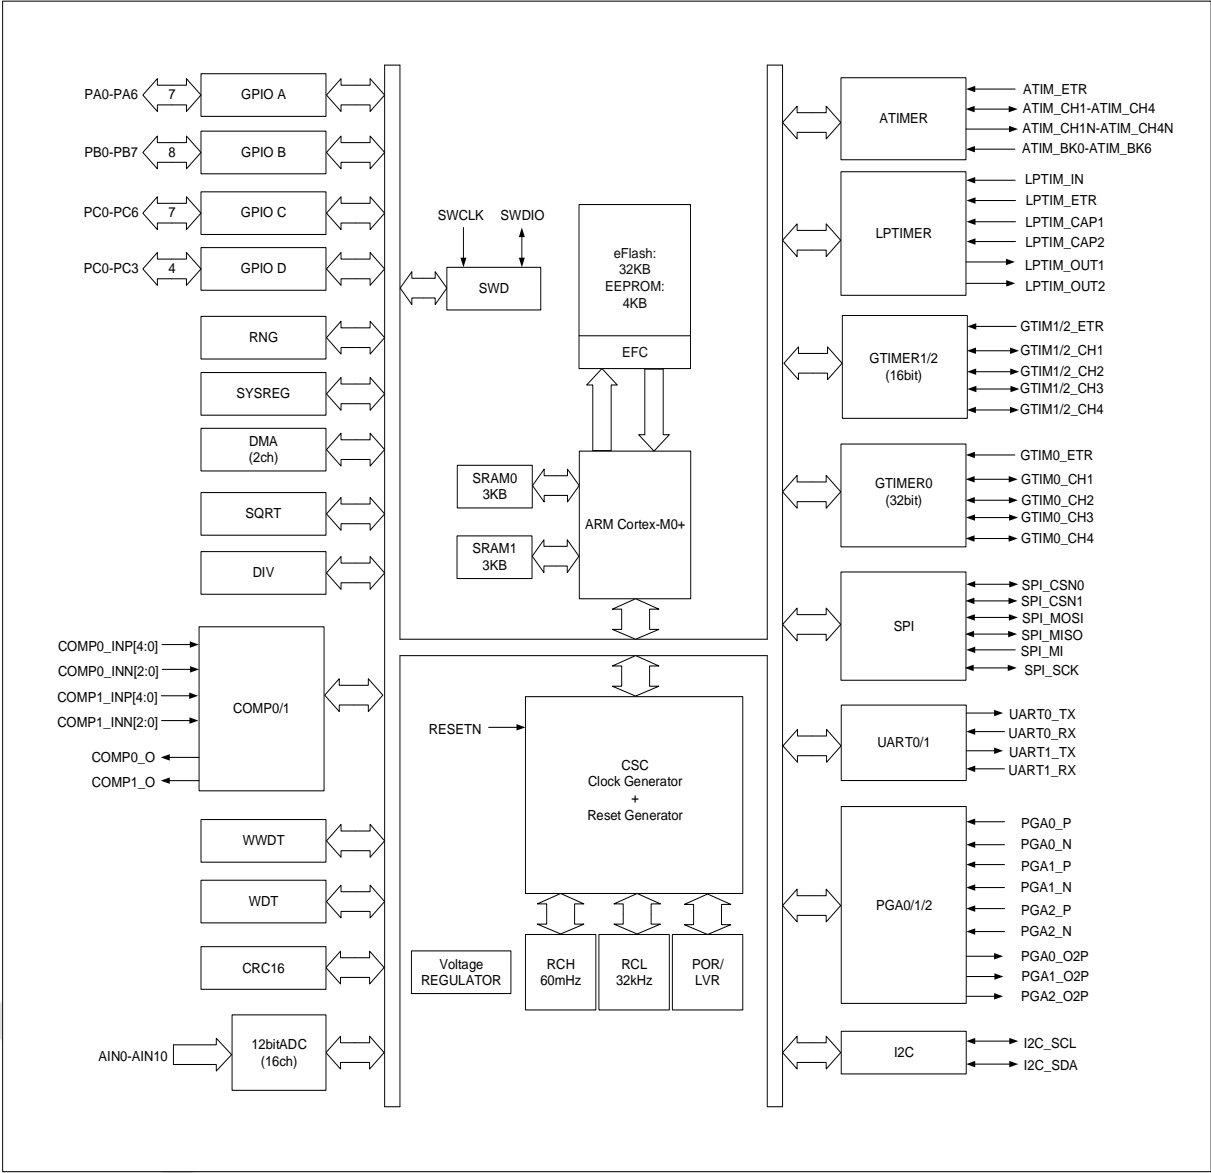 PA0-PA6
7
GPIO A
PB0-PB7
8
GPIO B
PC0-PC6
7
GPIO C
PC0-PC3
4
GPIO D
RNG
SYSREG
DMA
(2ch)
SQRT
DIV
COMP0_INP[4:0]
COMP0_INN[2:0]
COMP1_INP[4:0]
COMP1_INN[2:0]
COMP0_O
COMP1_O
COMP0/1
WWDT
WDT
CRC16
AIN0-AIN10
12bitADC
(16ch)
SWCLK
SWDIO
SWD
eFlash:
32KB
EEPROM:
4KB
EFC
SRAM0
3KB
SRAM1
3KB
ARM Cortex-M0+
RESETN
CSC
Clock Generator
+
Reset Generator
Voltage
REGULATOR
RCH
60mHz
RCL
32kHz
POR/
LVR
ATIMER
ATIM_ETR
ATIM_CH1-ATIM_CH4
ATIM_CH1N-ATIM_CH4N
ATIM_BK0-ATIM_BK6
LPTIMER
LPTIM_IN
LPTIM_ETR
LPTIM_CAP1
LPTIM_CAP2
LPTIM_OUT1
LPTIM_OUT2
GTIMER1/2
(16bit)
GTIM1/2_ETR
GTIM1/2_CH1
GTIM1/2_CH2
GTIM1/2_CH3
GTIM1/2_CH4
GTIMER0
(32bit)
GTIM0_ETR
GTIM0_CH1
GTIM0_CH2
GTIM0_CH3
GTIM0_CH4
SPI
SPI_CSN0
SPI_CSN1
SPI_MOSI
SPI_MISO
SPI_MI
SPI_SCK
UART0/1
UART0_TX
UART0_RX
UART1_TX
UART1_RX
PGA0/1/2
PGA0_P
PGA0_N
PGA1_P
PGA1_N
PGA2_P
PGA2_N
PGA0_O2P
PGA1_O2P
PGA2_O2P
I2C
I2C_SCL
I2C_SDA